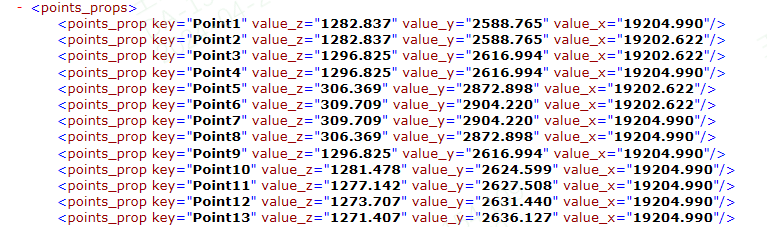 - <points_props>
<points_prop key="Point1" value_z="1282.837" value_y="2588.765" value_x="19204.990"/>
<points_prop key="Point2" value_z="1282.837" value_y="2588.765" value_x="19202.622"/>
<points_prop key="Point3" value_z="1296.825" value_y="2616.994" value_x="19202.622"/>
<points_prop key="Point4" value_z="1296.825" value_y="2616.994" value_x="19204.990"/>
<points_prop key="Point5" value_z="306.369" value_y="2872.898" value_x="19202.622"/>
<points_prop key="Point6" value_z="309.709" value_y="2904.220" value_x="19202.622"/>
<points_prop key="Point7" value_z="309.709" value_y="2904.220" value_x="19204.990"/>
<points_prop key="Point8" value_z="306.369" value_y="2872.898" value_x="19204.990"/>
<points_prop key="Point9" value_z="1296.825" value_y="2616.994" value_x="19204.990"/>
<points_prop key="Point10" value_z="1281.478" value_y="2624.599" value_x="19204.990"/>
<points_prop key="Point11" value_z="1277.142" value_y="2627.508" value_x="19204.990"/>
<points_prop key="Point12" value_z="1273.707" value_y="2631.440" value_x="19204.990"/>
<points_prop key="Point13" value_z="1271.407" value_y="2636.127" value_x="19204.990"/>